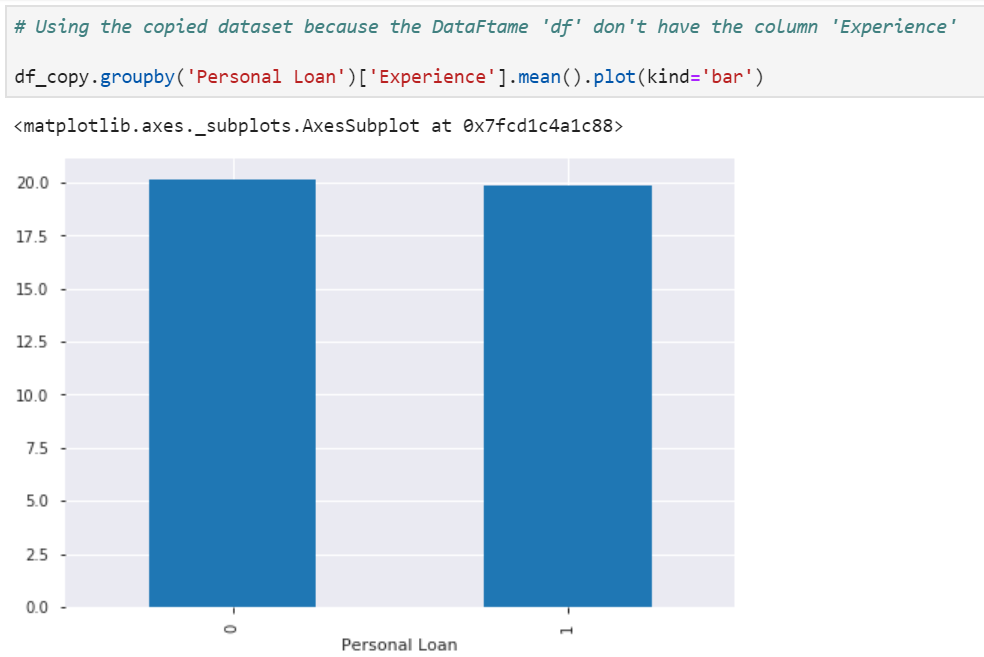 # Using the copied dataset because the DataFtame 'df' don't have the column 'Experience'
df_copy.groupby('Personal Loan')['Experience'].mean().plot(kind='bar')
<matplotlib.axes._subplots.AxesSubplot at 0x7fcd1c4a1c88>
20.0
17.5
15.0
12.5
10.0
7.5
5.0
2.5
0.0
0
1
Personal Loan